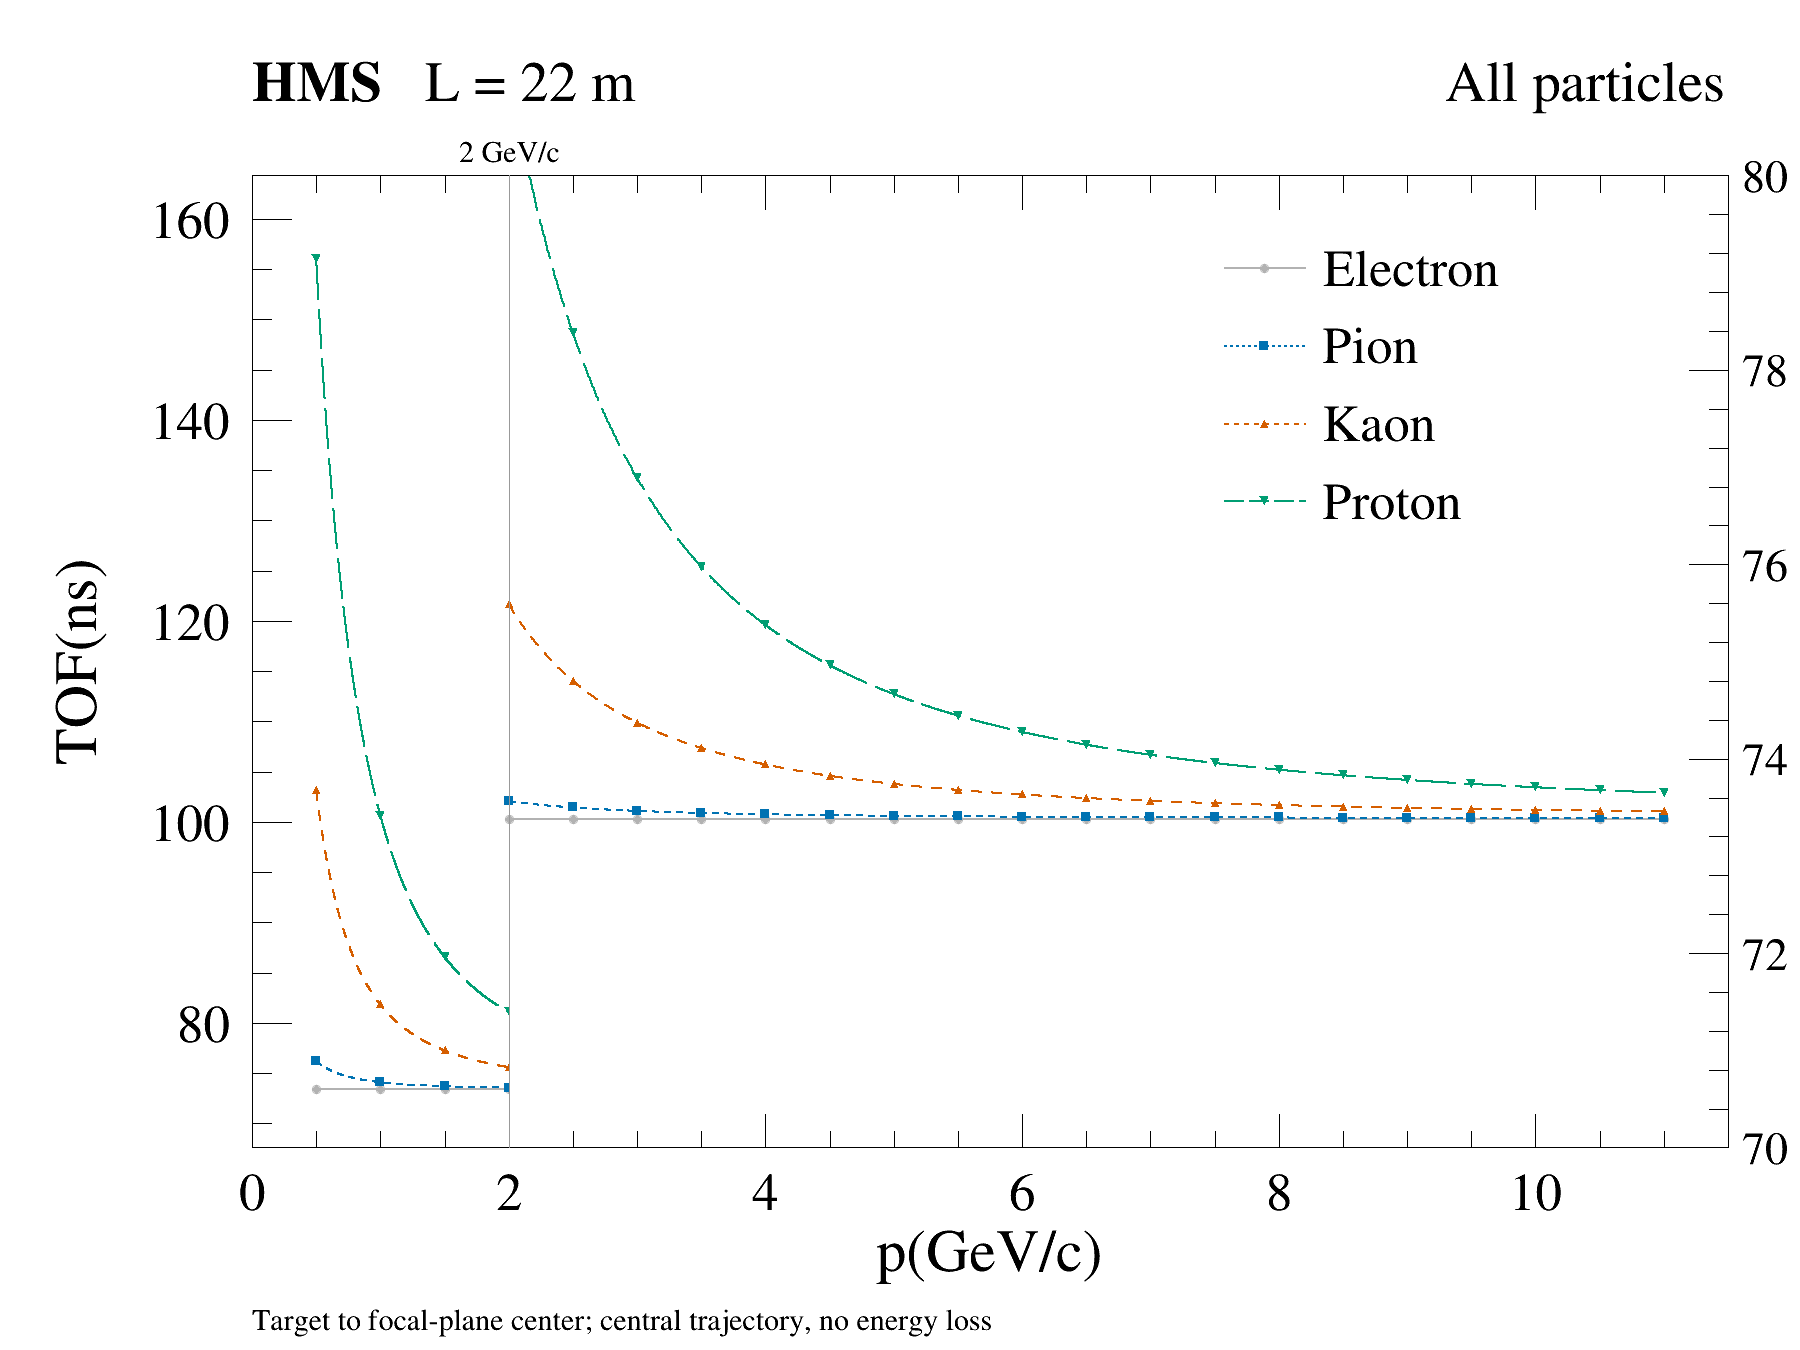 HMS L = 22 m
All particles
2 GeV/c
160
140
120
100
80
TOF(ns)
80
78
76
74
72
70
Electron
Pion
Kaon
Proton
0 2 4 6 8 10
p(GeV/c)
Target to focal-plane center; central trajectory, no energy loss